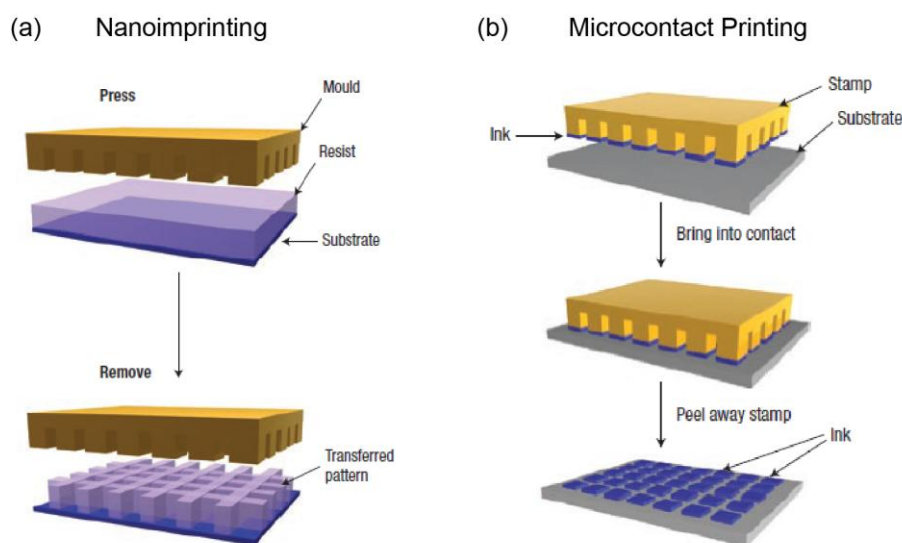 (a) Nanoimprinting
Press
Mould
Resist
Substrate
Remove
Transferred
pattern
(b) Microcontact Printing
Stamp
Substrate
Ink
Bring into contact
Peel away stamp
Ink